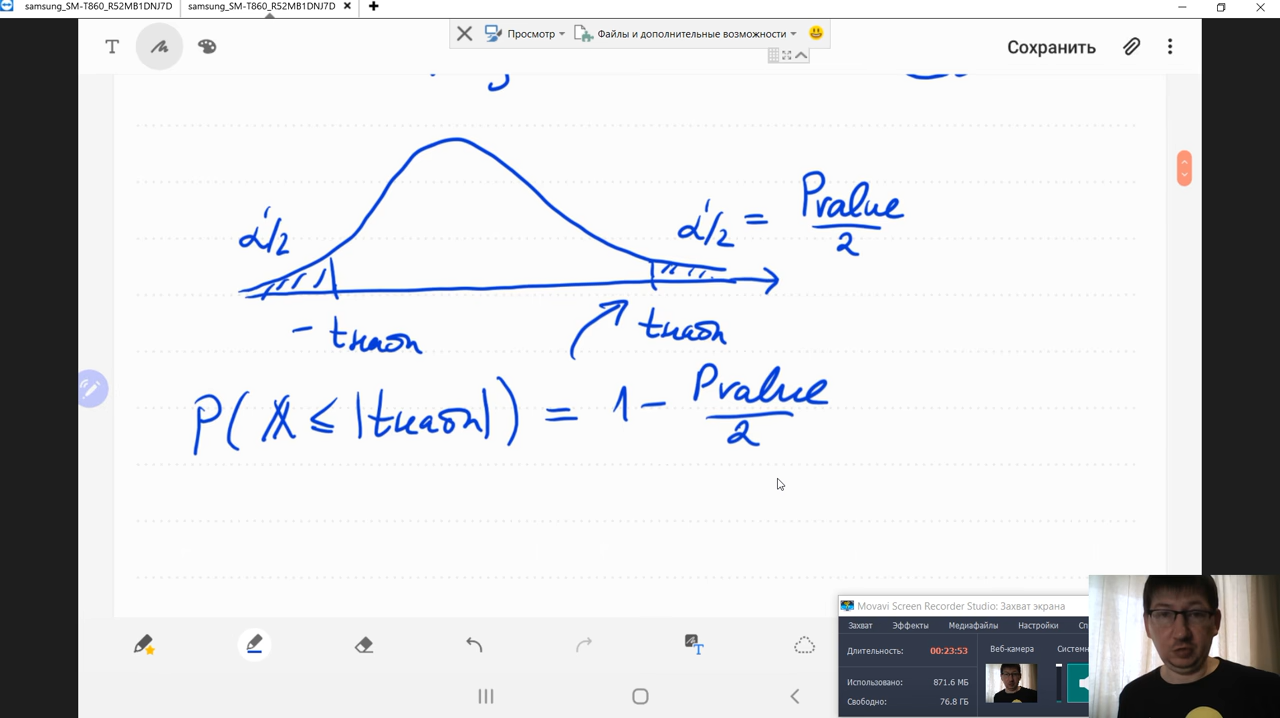 samsung_SM-T860_R52MB1DNJ7D samsung_SM-T860_R52MB1DNJ7D
Просмотр Файлы и дополнительные возможности
T Сохранить
α'/2 α'/2 = Pvalue/2
- tнабл tнабл
P( X ≤ |tнабл| ) = 1 - Pvalue/2
Movavi Screen Recorder Studio: Захват экрана
Захват Эффекты Медиафайлы Настройки Сп
Длительность: 00:23:53 Веб-камера Систем
Использовано: 871.6 МБ
Свободно: 76.8 ГБ